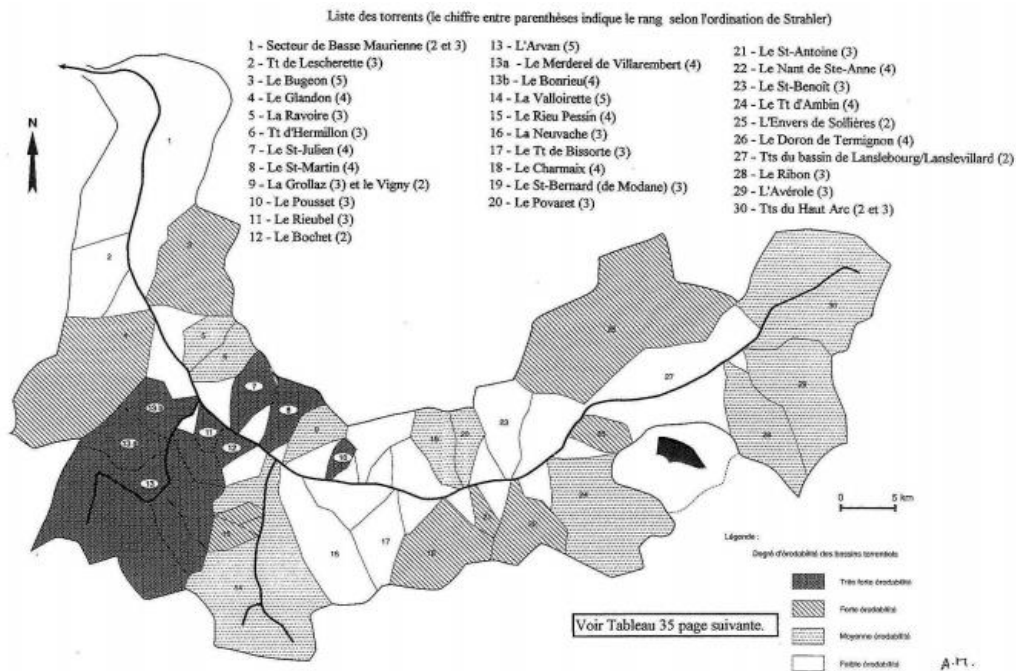 Liste des torrents (le chiffre entre parenthèses indique le rang selon l'ordination de Strahler)
1 - Secteur de Basse Maurienne (2 et 3)
2 - Tt de Lescherette (3)
3 - Le Bugeon (5)
4 - Le Glandon (4)
5 - La Ravoire (3)
6 - Tt d'Hermillon (3)
7 - Le St-Julien (4)
8 - Le St-Martin (4)
9 - La Grollaz (3) et le Vigny (2)
10 - Le Pousset (3)
11 - Le Rieubel (3)
12 - Le Bochet (2)
13 - L'Arvan (5)
13a - Le Merderel de Villarembert (4)
13b - Le Bonrieu(4)
14 - La Valloirette (5)
15 - Le Rieu Pessin (4)
16 - La Neuvache (3)
17 - Le Tt de Bissorte (3)
18 - Le Charmaix (4)
19 - Le St-Bernard (de Modane) (3)
20 - Le Povaret (3)
21 - Le St-Antoine (3)
22 - Le Nant de Ste-Anne (4)
23 - Le St-Benoît (3)
24 - Le Tt d'Ambin (4)
25 - L'Envers de Sollières (2)
26 - Le Doron de Termignon (4)
27 - Tts du bassin de Lanslebourg/Lanslevillard (2)
28 - Le Ribon (3)
29 - L'Avérole (3)
30 - Tts du Haut Arc (2 et 3)
N
1
2
3
4
5
6
7
8
9
10
11
12
13
14
15
16
17
18
19
20
23
24
25
27
29
30
0 5 km
Légende :
Degré d'érodabilité des bassins torrentiels
Très forte érodabilité
Forte érodabilité
Moyenne érodabilité
Faible érodabilité
Voir Tableau 35 page suivante.
A.M.